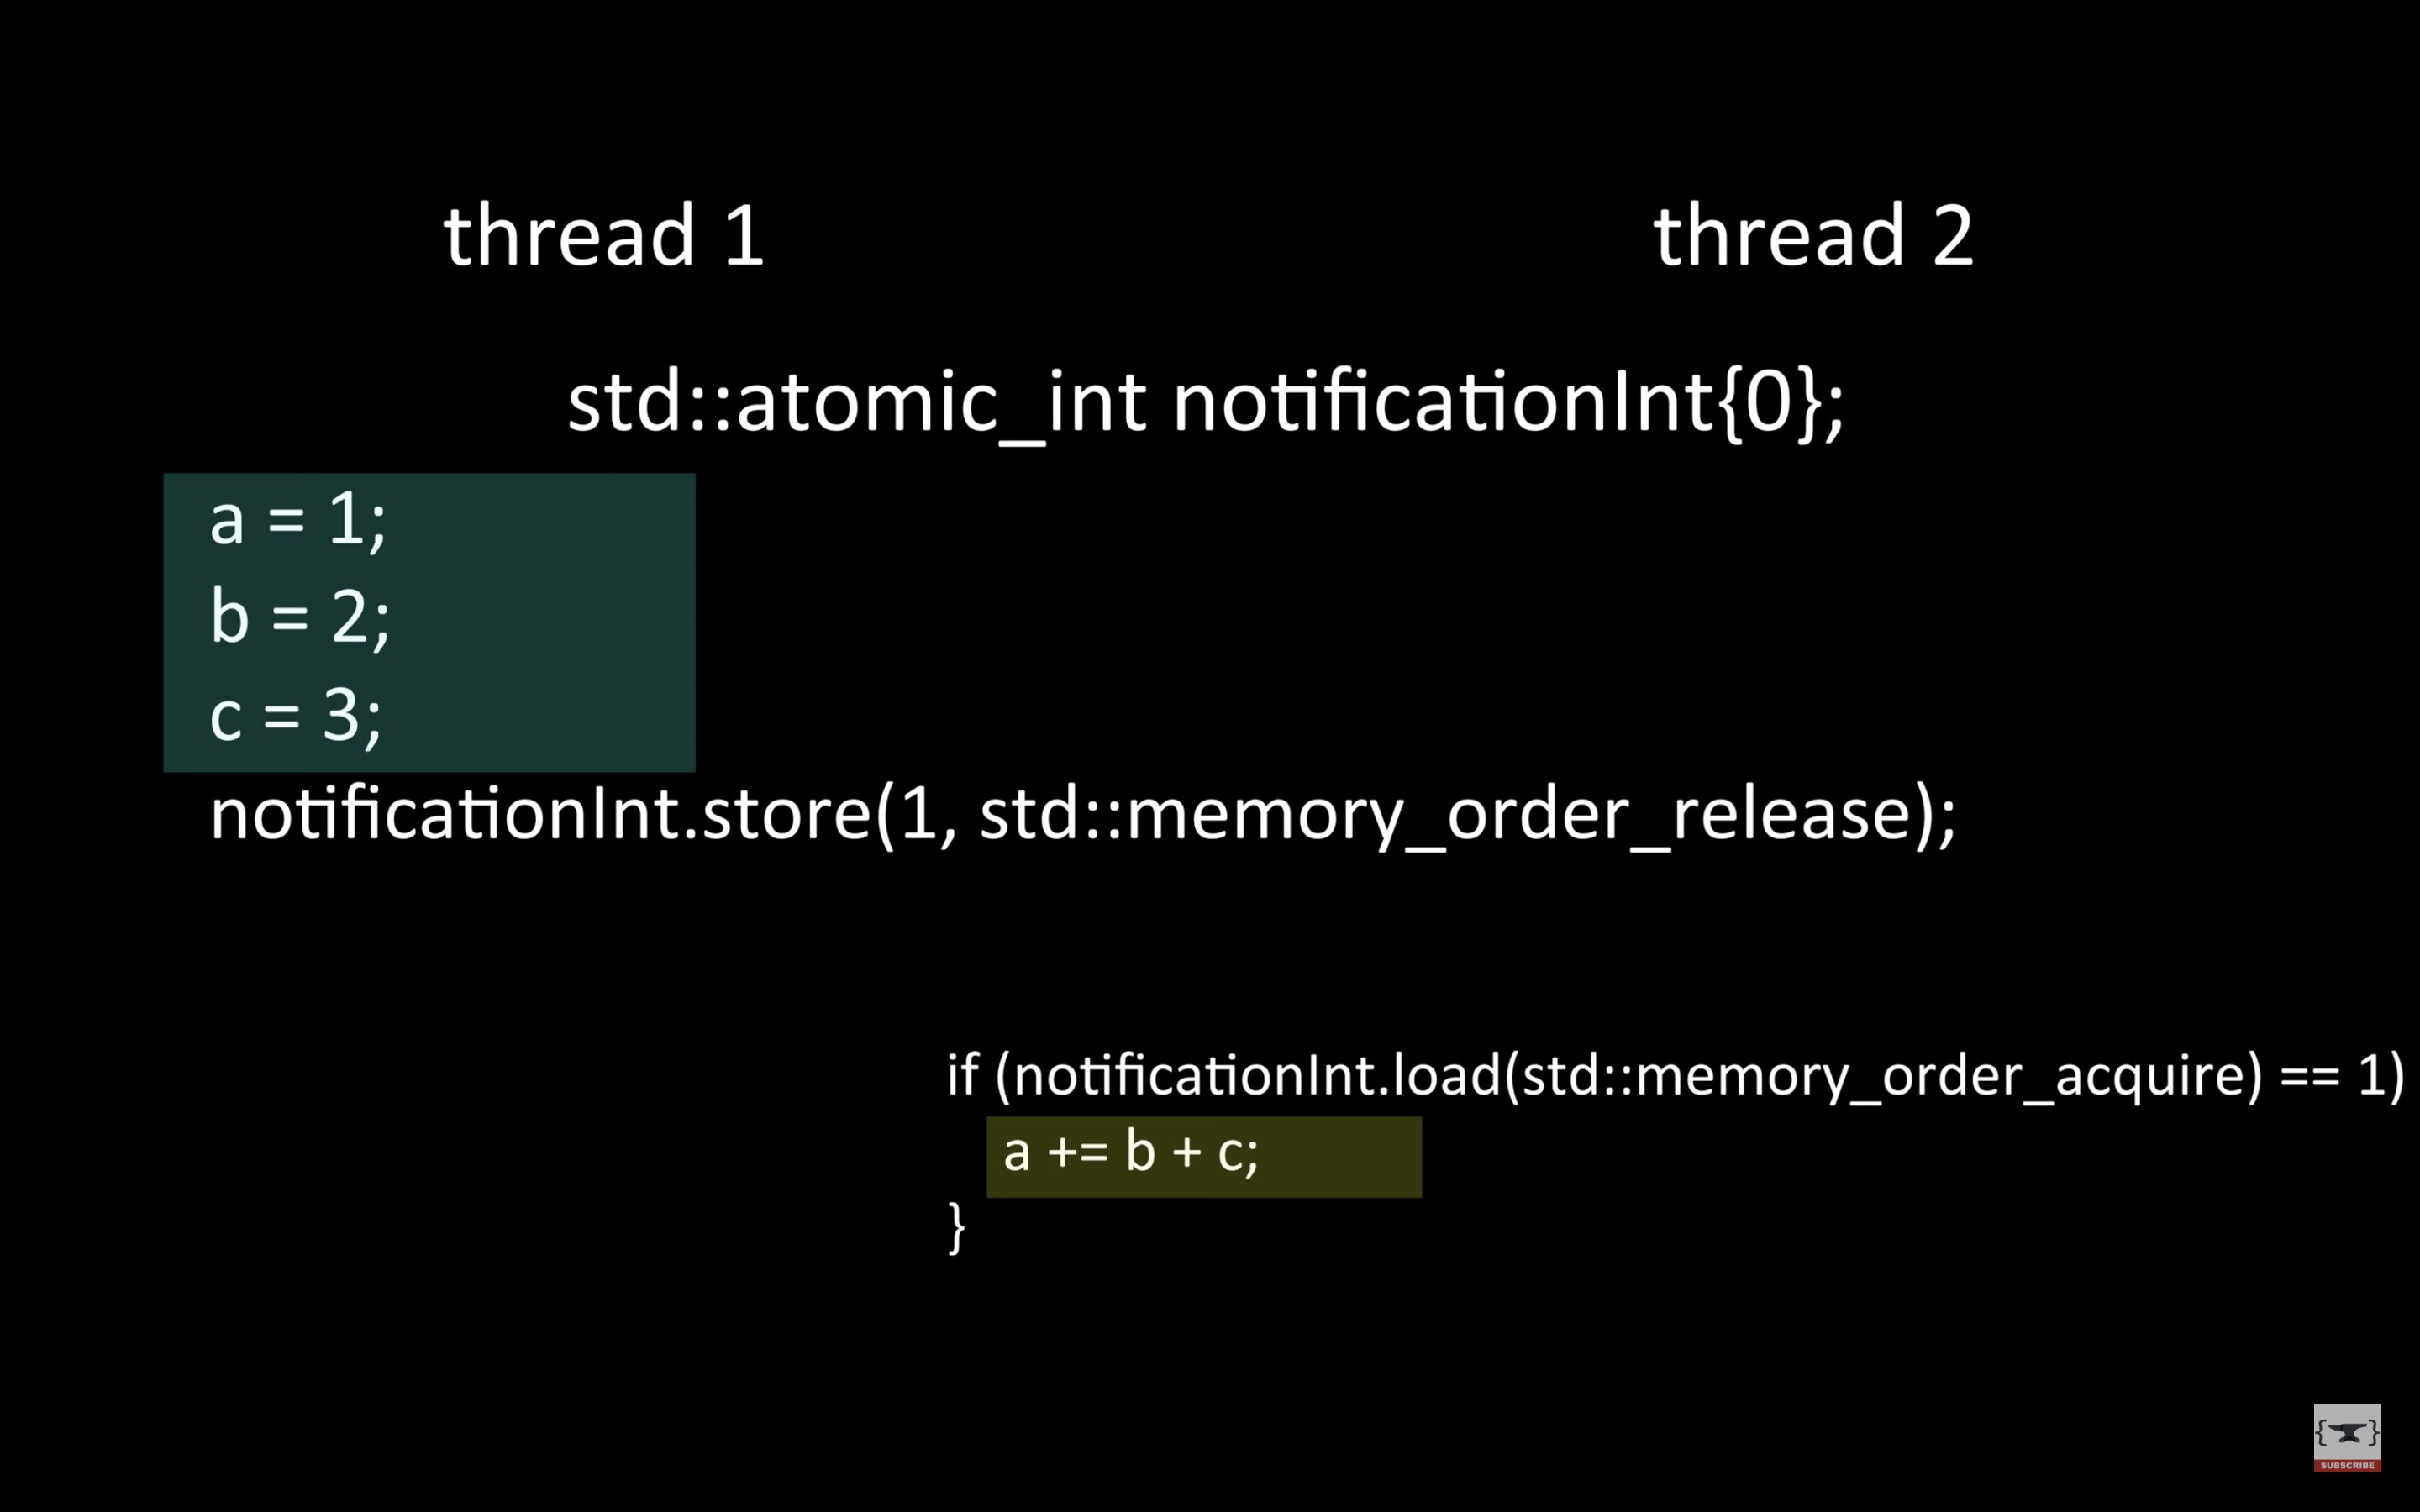 thread 1 thread 2
std::atomic_int notificationInt{0};
a = 1;
b = 2;
c = 3;
notificationInt.store(1, std::memory_order_release);
if (notificationInt.load(std::memory_order_acquire) == 1)
a += b + c;
}
{ }
SUBSCRIBE